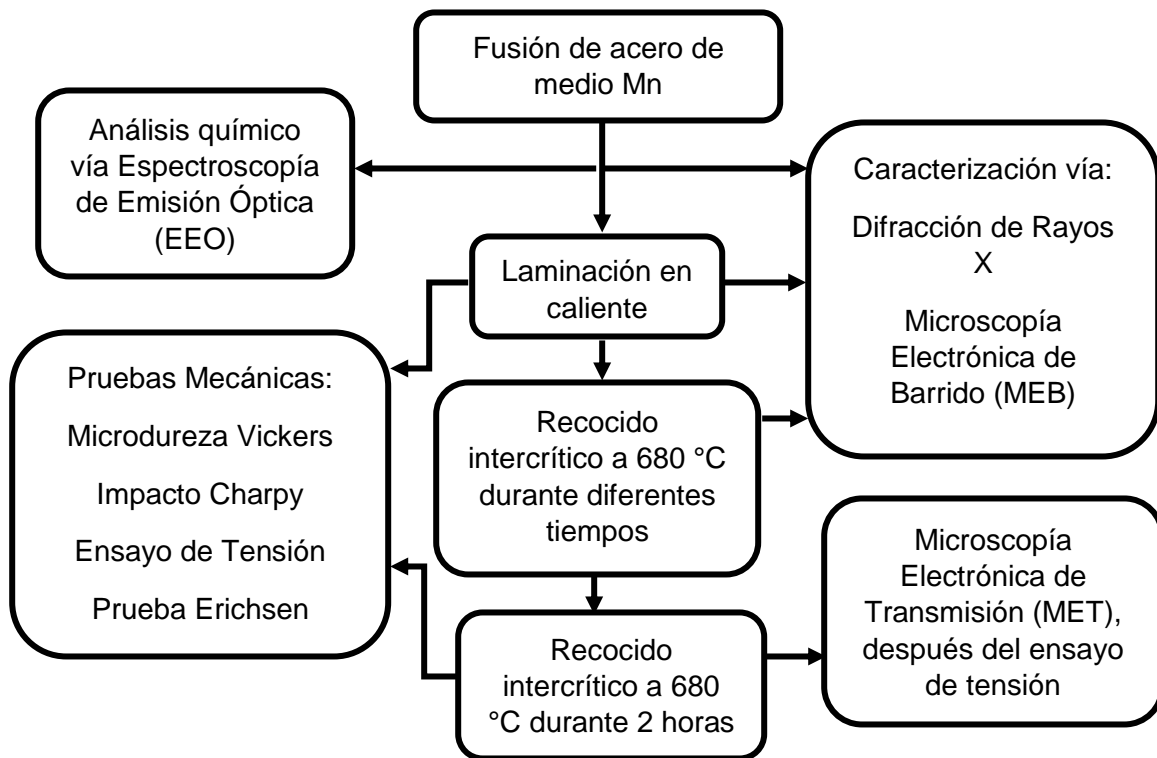 Fusión de acero de
medio Mn
Análisis químico
vía Espectroscopía
de Emisión Óptica
(EEO)
Caracterización vía:
Difracción de Rayos
X
Microscopía
Electrónica de
Barrido (MEB)
Laminación en
caliente
Pruebas Mecánicas:
Microdureza Vickers
Impacto Charpy
Ensayo de Tensión
Prueba Erichsen
Recocido
intercrítico a 680 °C
durante diferentes
tiempos
Microscopía
Electrónica de
Transmisión (MET),
después del ensayo
de tensión
Recocido
intercrítico a 680
°C durante 2 horas